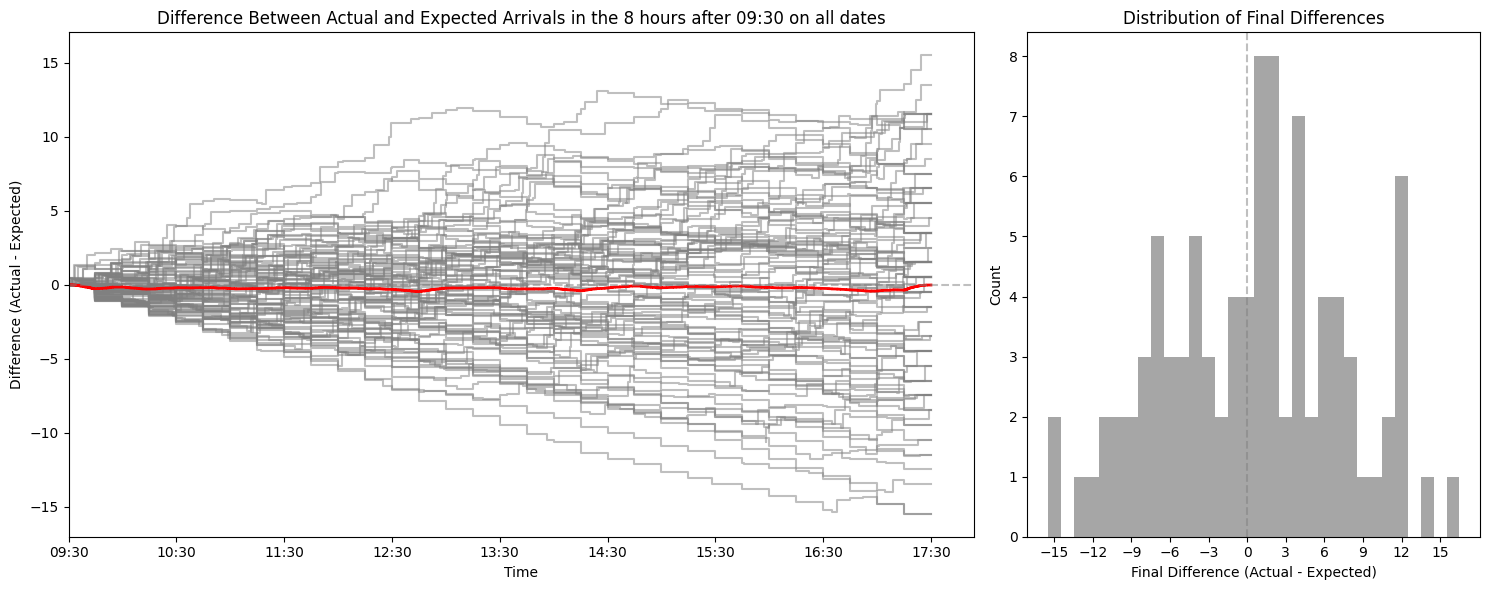 Difference Between Actual and Expected Arrivals in the 8 hours after 09:30 on all dates
Difference (Actual - Expected)
15
10
5
0
−5
−10
−15
09:30 10:30 11:30 12:30 13:30 14:30 15:30 16:30 17:30
Time
Distribution of Final Differences
Count
8
7
6
5
4
3
2
1
0
−15 −12 −9 −6 −3 0 3 6 9 12 15
Final Difference (Actual - Expected)